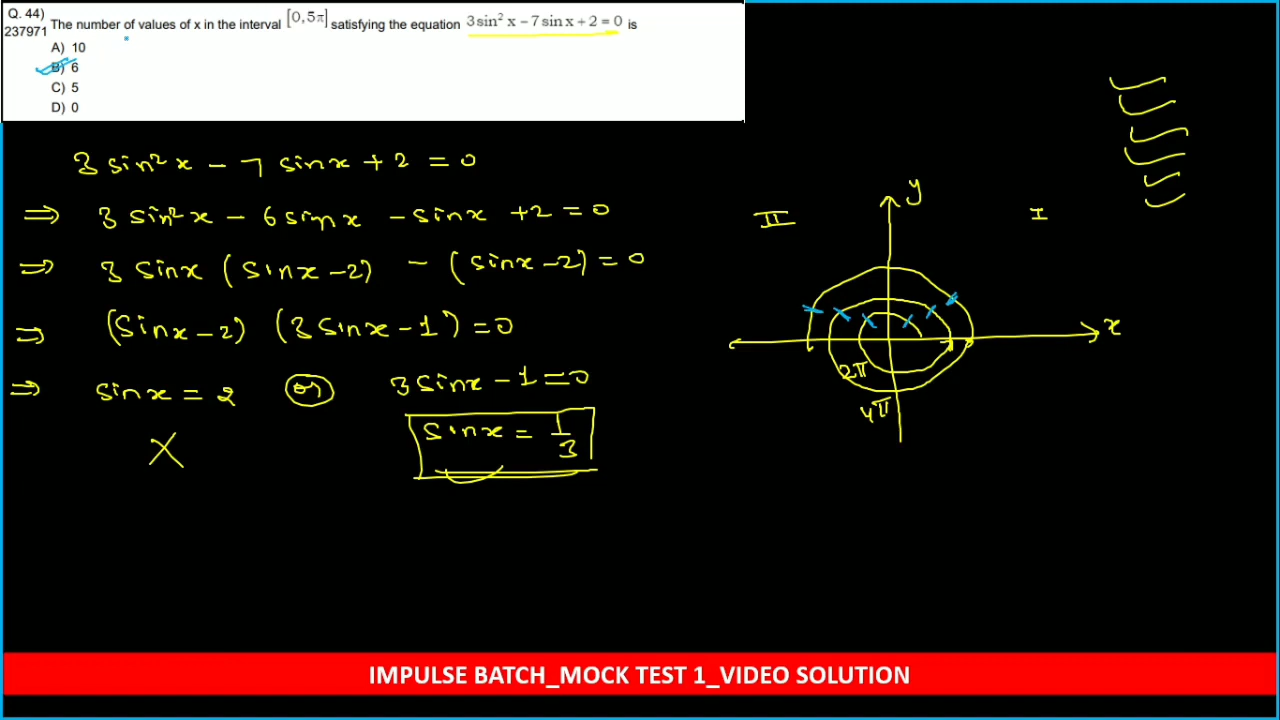 Q. 44)
237971 The number of values of x in the interval [0,5π] satisfying the equation 3sin² x − 7 sin x + 2 = 0 is
A) 10
B) 6
C) 5
D) 0
3 sin²x − 7 sinx + 2 = 0
⇒ 3 sin²x − 6 sinx − sinx + 2 = 0
⇒ 3 sinx (sinx−2) − (sinx−2) = 0
⇒ (sinx−2) (3 sinx−1) = 0
⇒ sinx = 2 or 3 sinx − 1 = 0
X sinx = 1/3
y
II I
x
2π
4π
IMPULSE BATCH_MOCK TEST 1_VIDEO SOLUTION